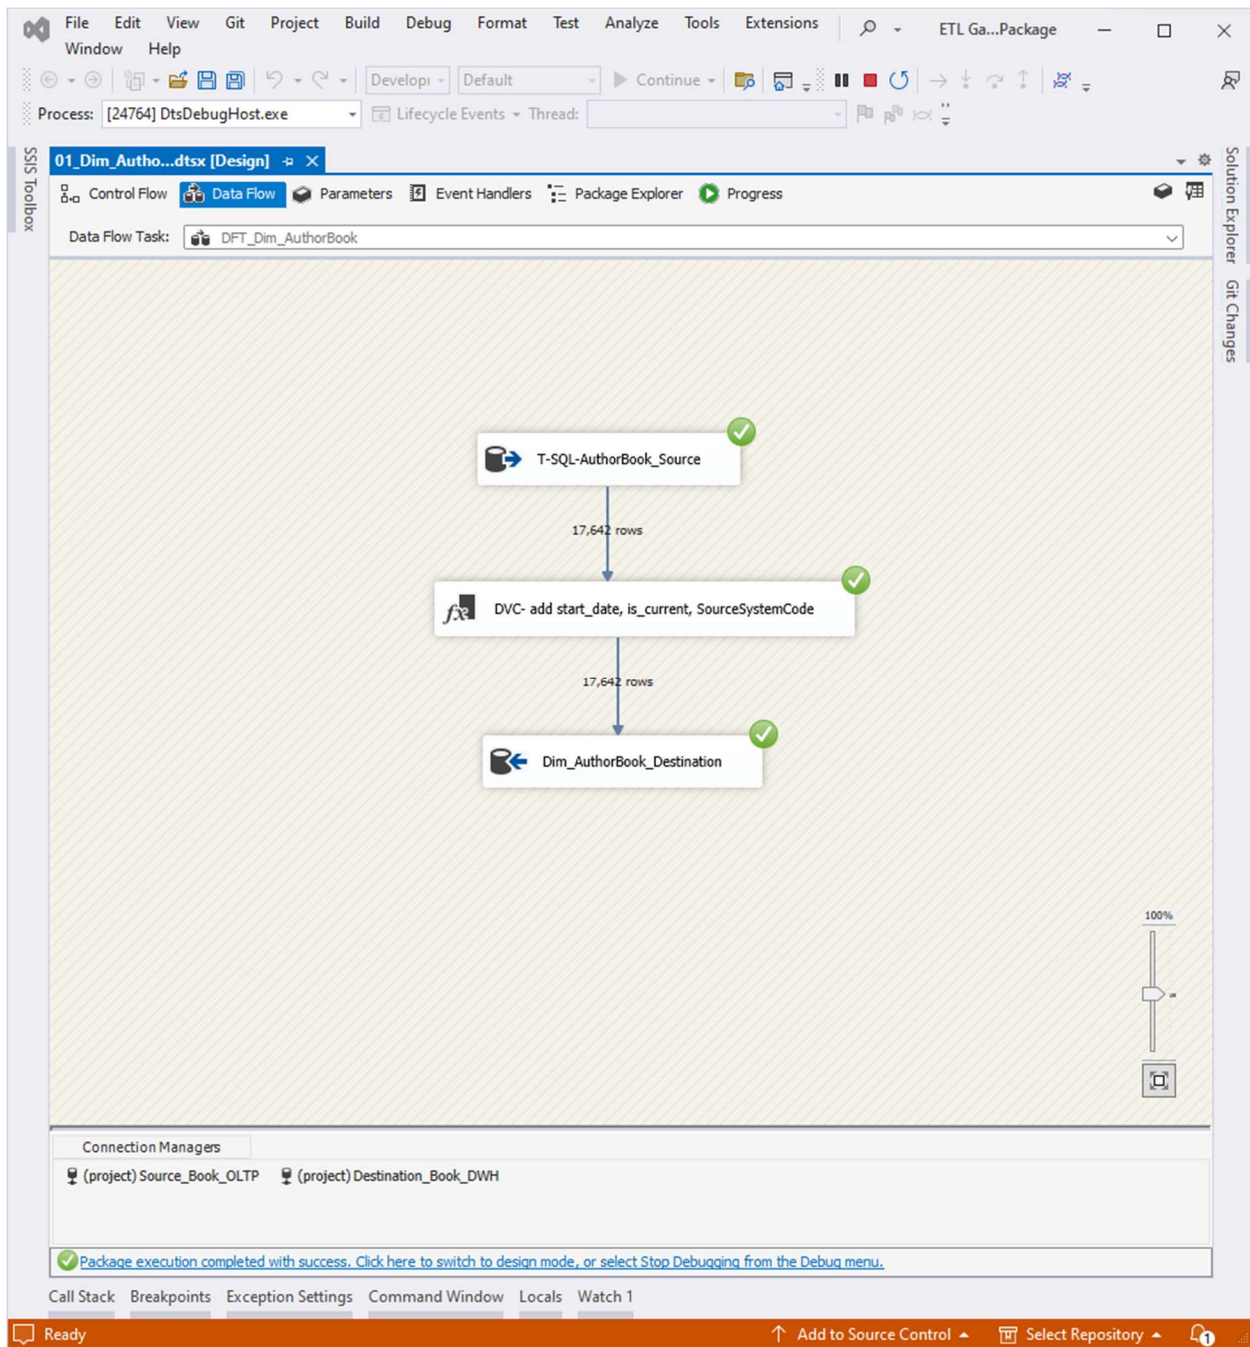 File Edit View Git Project Build Debug Format Test Analyze Tools Extensions ETL Ga...Package
Window Help
Default Continue
Process: [24764] DtsDebugHost.exe Lifecycle Events Thread:
SSIS Toolbox
01_Dim_Autho...dtsx [Design]
Control Flow Data Flow Parameters Event Handlers Package Explorer Progress
Data Flow Task: DFT_Dim_AuthorBook
Solution Explorer
Git Changes
T-SQL-AuthorBook_Source
17,642 rows
DVC- add start_date, is_current, SourceSystemCode
17,642 rows
Dim_AuthorBook_Destination
100%
Connection Managers
(project) Source_Book_OLTP (project) Destination_Book_DWH
Package execution completed with success. Click here to switch to design mode, or select Stop Debugging from the Debug menu.
Call Stack Breakpoints Exception Settings Command Window Locals Watch 1
Ready Add to Source Control Select Repository 1